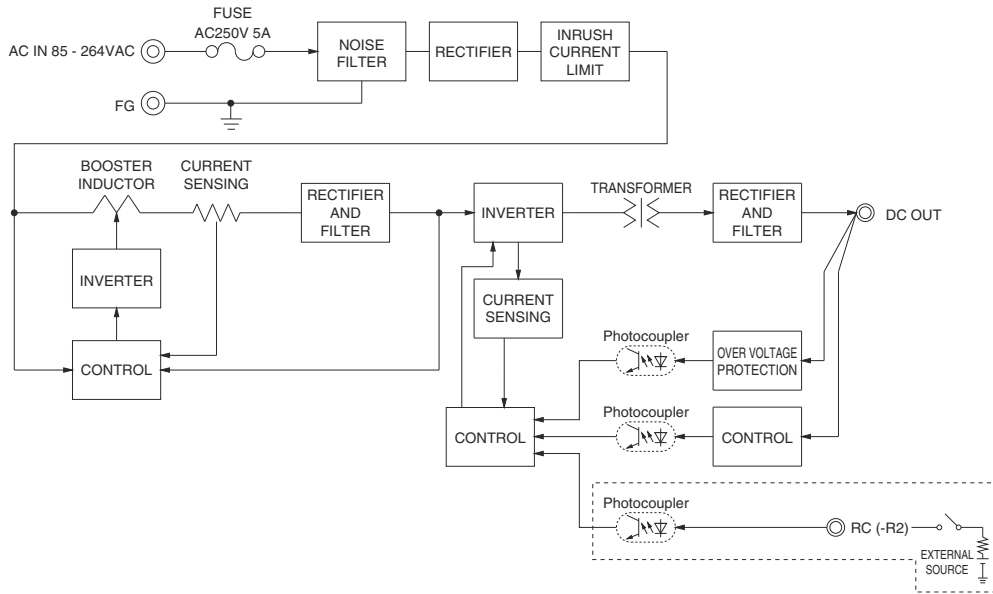 FUSE
AC250V 5A
AC IN 85 - 264VAC
NOISE
FILTER
RECTIFIER
INRUSH
CURRENT
LIMIT
FG
BOOSTER
INDUCTOR
CURRENT
SENSING
RECTIFIER
AND
FILTER
INVERTER
TRANSFORMER
RECTIFIER
AND
FILTER
DC OUT
INVERTER
CURRENT
SENSING
CONTROL
Photocoupler
OVER VOLTAGE
PROTECTION
Photocoupler
CONTROL
CONTROL
Photocoupler
RC (-R2)
EXTERNAL
SOURCE